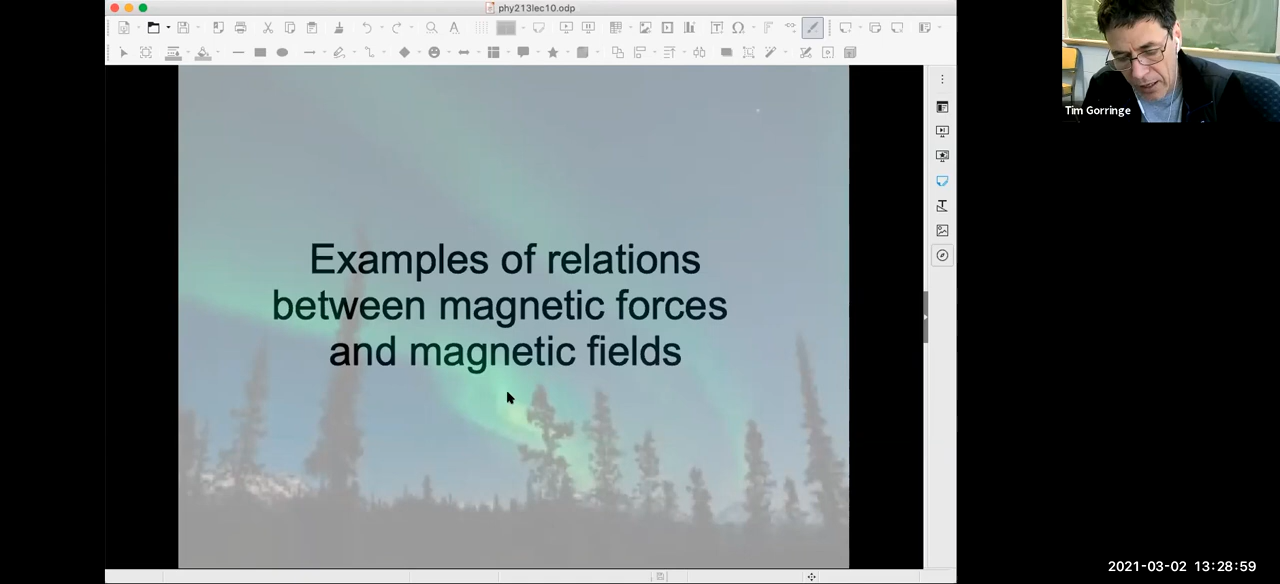 phy213lec10.odp
Tim Gorringe
Examples of relations
between magnetic forces
and magnetic fields
2021-03-02 13:28:59